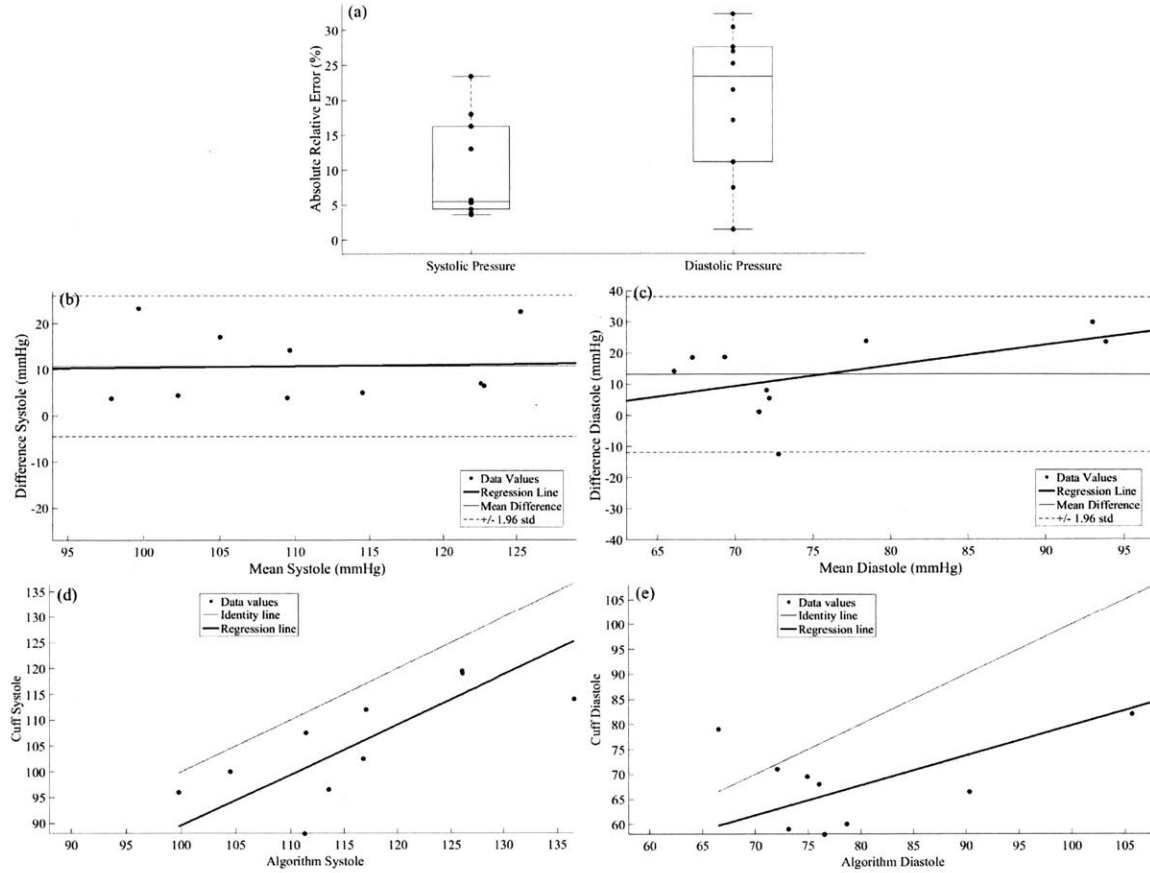 (a)
Absolute Relative Error (%)
30
25
20
15
10
5
0
Systolic Pressure Diastolic Pressure
(b)
Difference Systole (mmHg)
20
10
0
-10
-20
Data Values
Regression Line
Mean Difference
+/- 1.96 std
95 100 105 110 115 120 125
Mean Systole (mmHg)
(c)
Difference Diastole (mmHg)
40
30
20
10
0
-10
-20
-30
-40
Data Values
Regression Line
Mean Difference
+/- 1.96 std
65 70 75 80 85 90 95
Mean Diastole (mmHg)
(d)
Cuff Systole
135
130
125
120
115
110
105
100
95
90
Data values
Identity line
Regression line
90 95 100 105 110 115 120 125 130 135
Algorithm Systole
(e)
Cuff Diastole
105
100
95
90
85
80
75
70
65
60
Data values
Identity line
Regression line
60 65 70 75 80 85 90 95 100 105
Algorithm Diastole